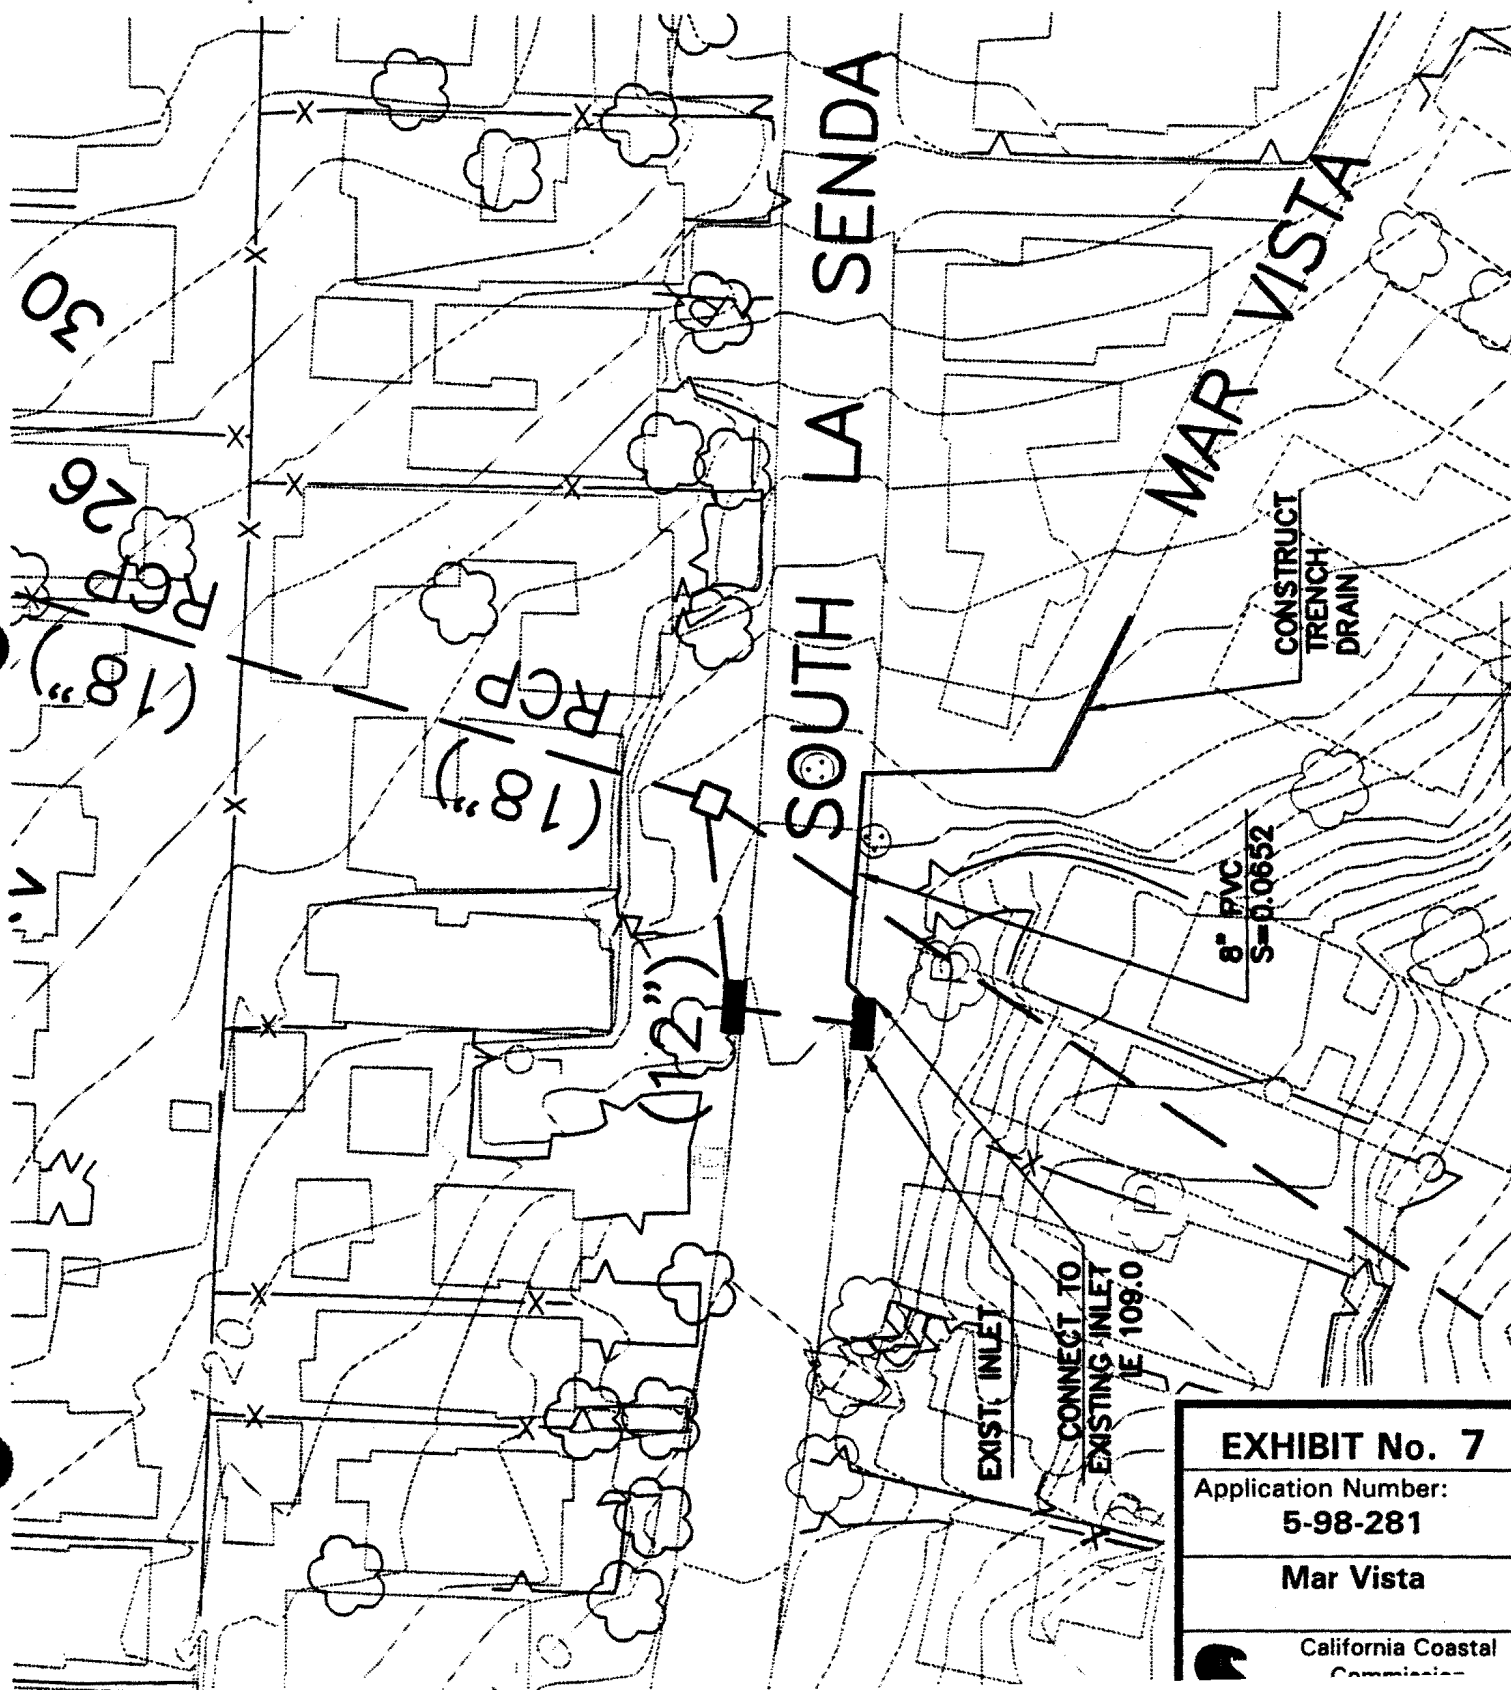 SOUTH LA SENDA
MAR VISTA
30
26
RCP
(18")
RCP
(18")
(12")
20
CONSTRUCT
TRENCH
DRAIN
8" PVC
S=0.0652
EXIST. INLET
CONNECT TO
EXISTING INLET
IE 109.0
EXHIBIT No. 7
Application Number:
5-98-281
Mar Vista
California Coastal
Commission